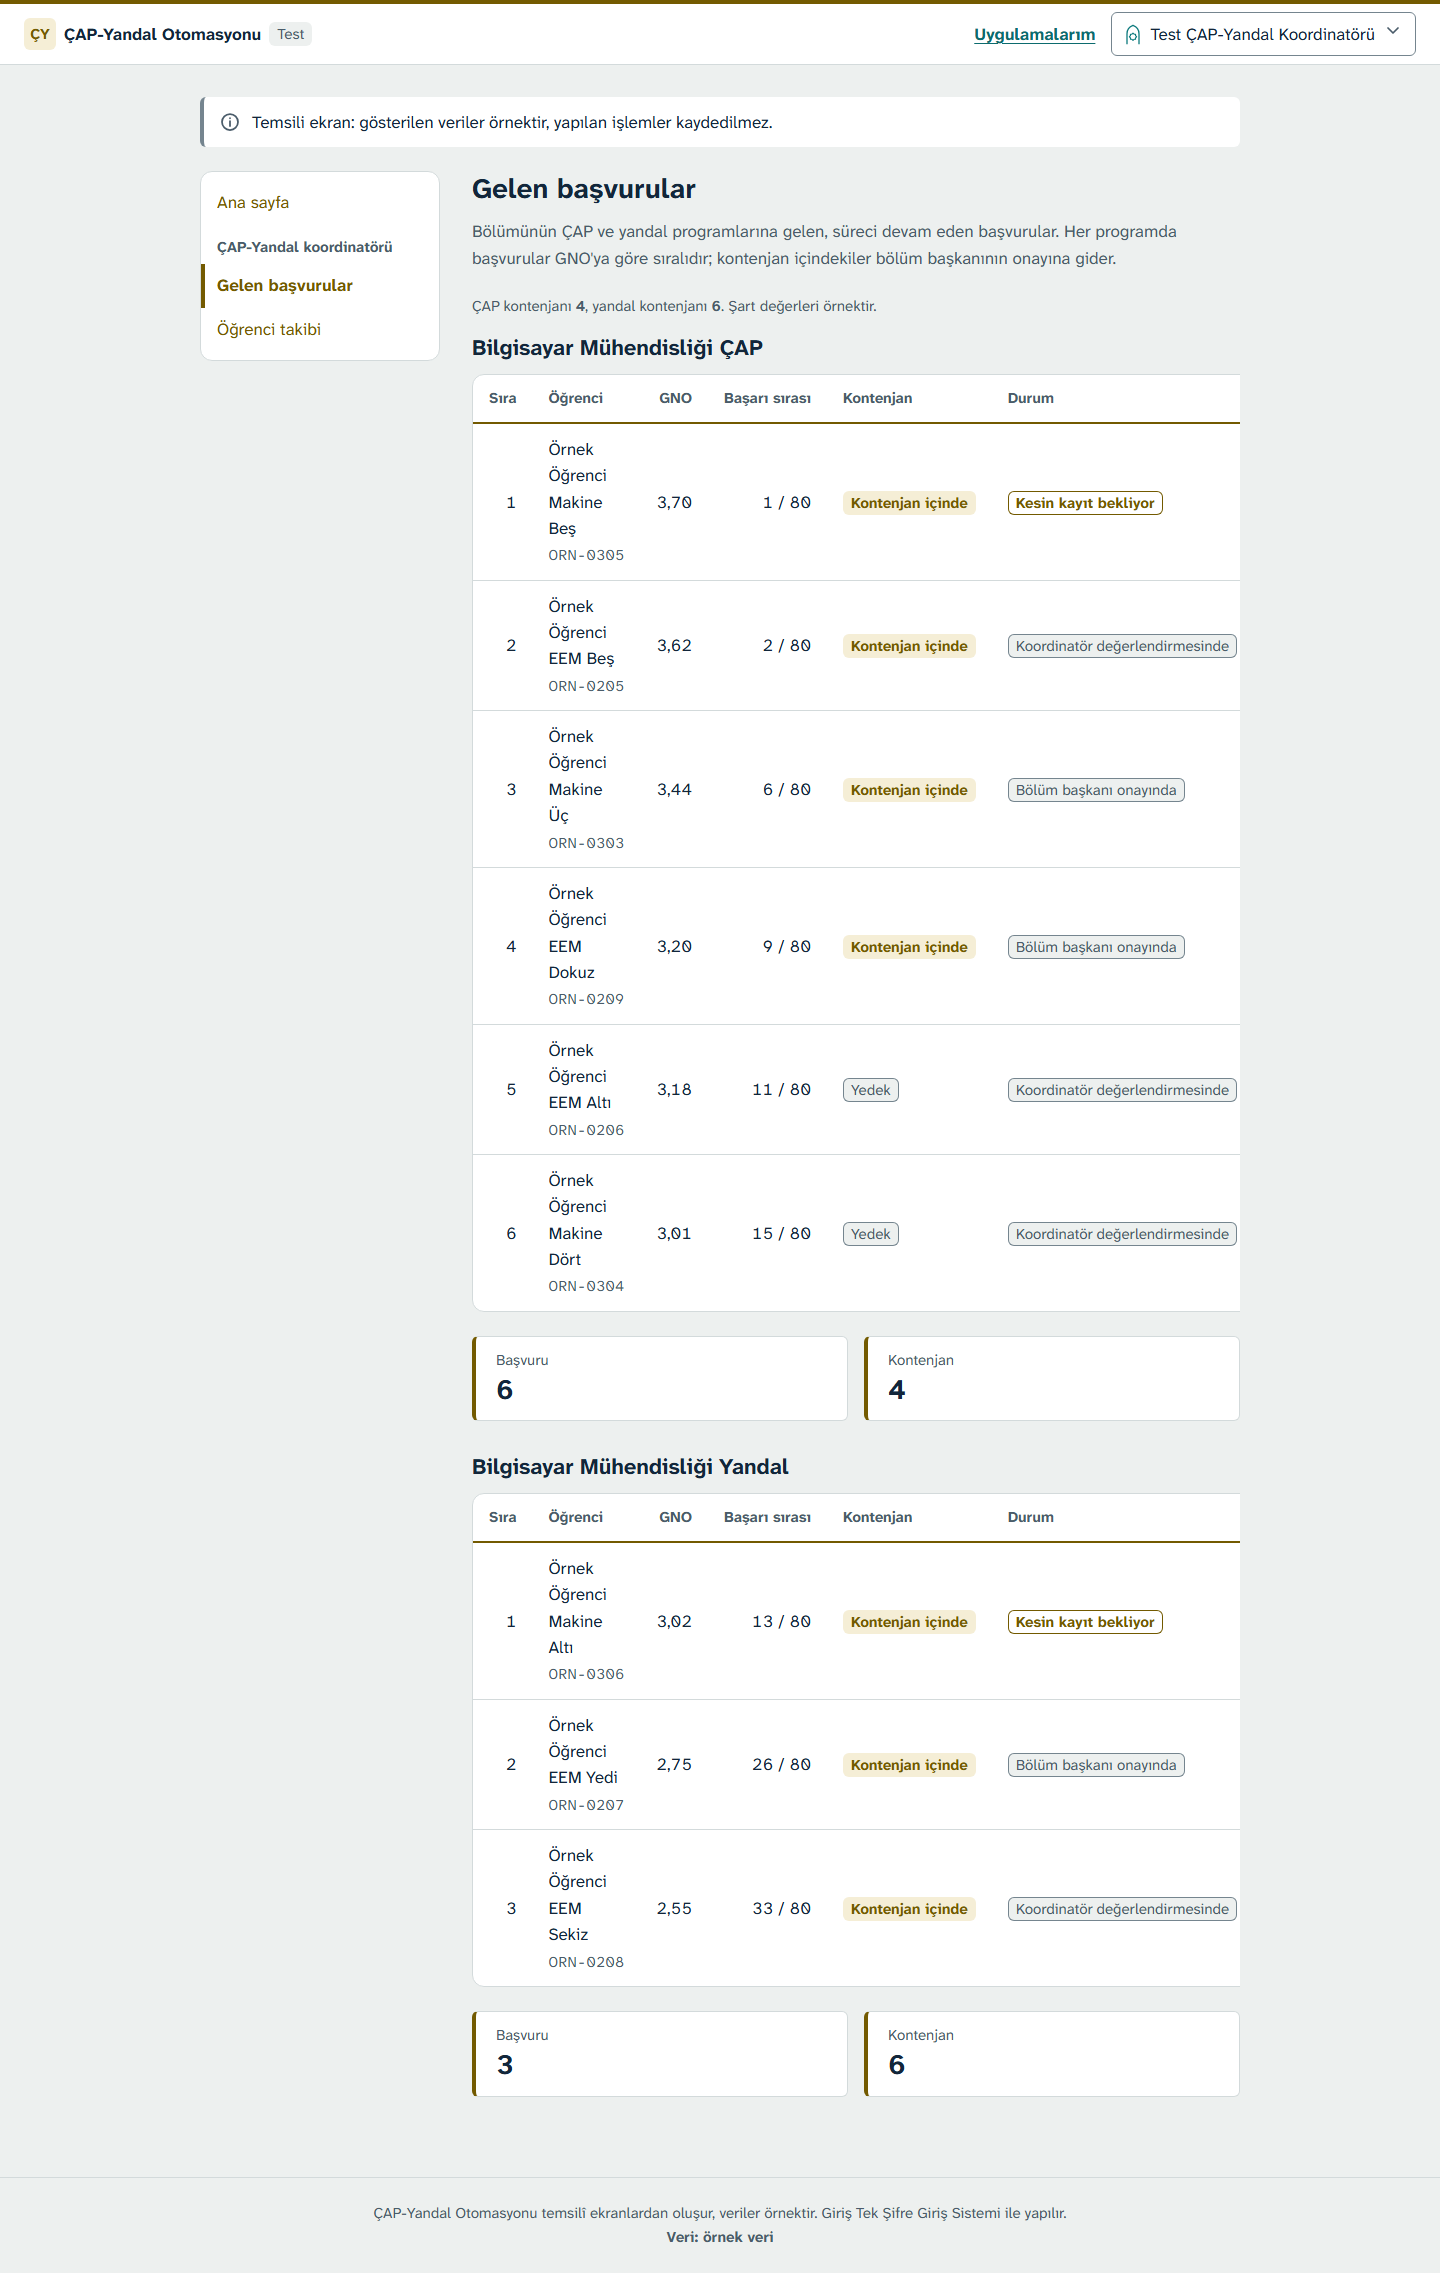 ÇY ÇAP-Yandal Otomasyonu Test Uygulamalarım Test ÇAP-Yandal Koordinatörü
Temsili ekran: gösterilen veriler örnektir, yapılan işlemler kaydedilmez.
Ana sayfa
ÇAP-Yandal koordinatörü
Gelen başvurular
Öğrenci takibi
Gelen başvurular
Bölümünün ÇAP ve yandal programlarına gelen, süreci devam eden başvurular. Her programda
başvurular GNO'ya göre sıralıdır; kontenjan içindekiler bölüm başkanının onayına gider.
ÇAP kontenjanı 4, yandal kontenjanı 6. Şart değerleri örnektir.
Bilgisayar Mühendisliği ÇAP
Sıra Öğrenci GNO Başarı sırası Kontenjan Durum
Örnek
Öğrenci
1 Makine 3,70 1 / 80 Kontenjan içinde Kesin kayıt bekliyor
Beş
ORN-0305
Örnek
Öğrenci
2 EEM Beş 3,62 2 / 80 Kontenjan içinde Koordinatör değerlendirmesinde
ORN-0205
Örnek
Öğrenci
3 Makine 3,44 6 / 80 Kontenjan içinde Bölüm başkanı onayında
Üç
ORN-0303
Örnek
Öğrenci
4 EEM 3,20 9 / 80 Kontenjan içinde Bölüm başkanı onayında
Dokuz
ORN-0209
Örnek
Öğrenci
5 EEM Altı 3,18 11 / 80 Yedek Koordinatör değerlendirmesinde
ORN-0206
Örnek
Öğrenci
6 Makine 3,01 15 / 80 Yedek Koordinatör değerlendirmesinde
Dört
ORN-0304
Başvuru
6
Kontenjan
4
Bilgisayar Mühendisliği Yandal
Sıra Öğrenci GNO Başarı sırası Kontenjan Durum
Örnek
Öğrenci
1 Makine 3,02 13 / 80 Kontenjan içinde Kesin kayıt bekliyor
Altı
ORN-0306
Örnek
Öğrenci
2 EEM Yedi 2,75 26 / 80 Kontenjan içinde Bölüm başkanı onayında
ORN-0207
Örnek
Öğrenci
3 EEM 2,55 33 / 80 Kontenjan içinde Koordinatör değerlendirmesinde
Sekiz
ORN-0208
Başvuru
3
Kontenjan
6
ÇAP-Yandal Otomasyonu temsilî ekranlardan oluşur, veriler örnektir. Giriş Tek Şifre Giriş Sistemi ile yapılır.
Veri: örnek veri